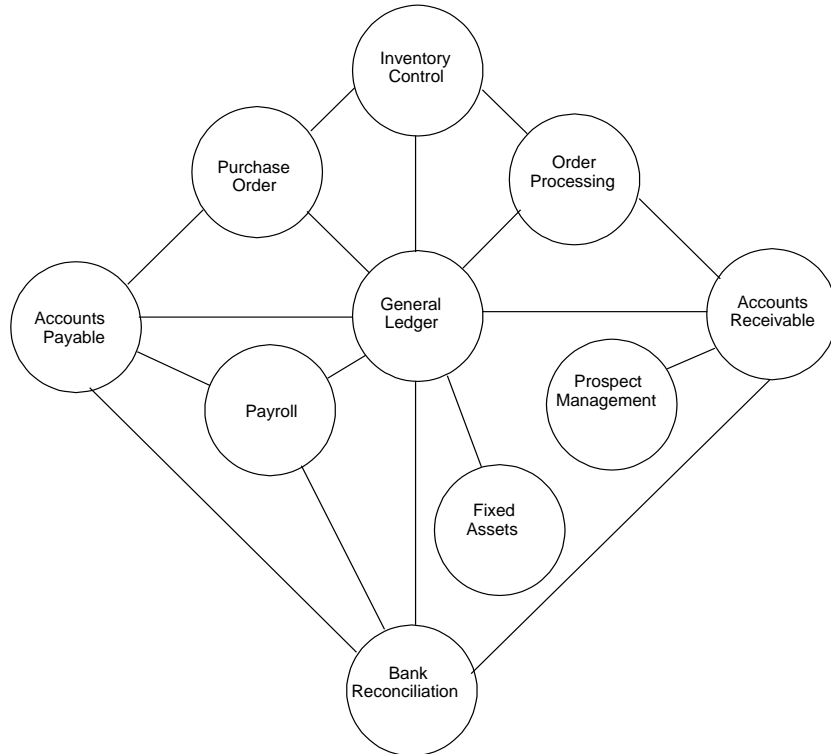 Inventory
Control
Purchase
Order
Order
Processing
General
Ledger
Accounts
Payable
Accounts
Receivable
Prospect
Management
Payroll
Fixed
Assets
Bank
Reconciliation